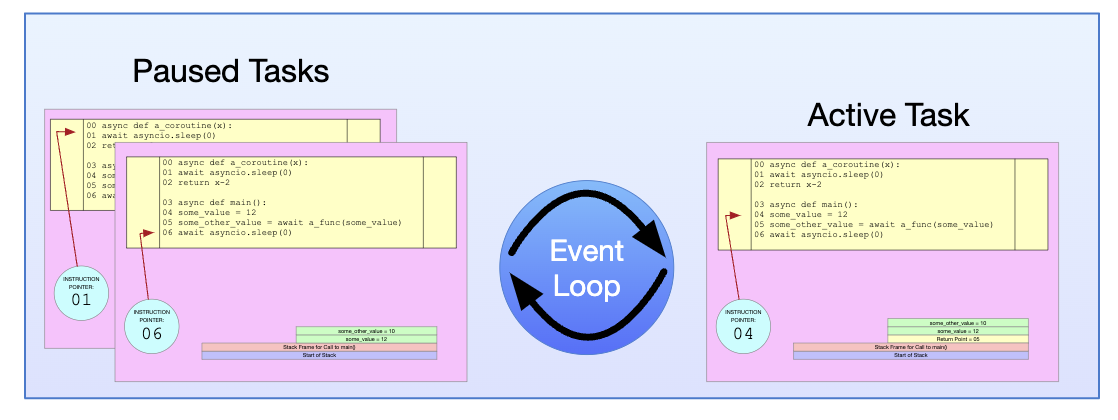 Paused Tasks
00 async def a_coroutine(x):
01 await asyncio.sleep(0)
02 ret
03 asy
04 som
05 som
06 awa
INSTRUCTION
POINTER:
01
00 async def a_coroutine(x):
01 await asyncio.sleep(0)
02 return x-2
03 async def main():
04 some_value = 12
05 some_other_value = await a_func(some_value)
06 await asyncio.sleep(0)
INSTRUCTION
POINTER:
06
some_other_value = 10
some_value = 12
Stack Frame for Call to main()
Start of Stack
Event
Loop
Active Task
00 async def a_coroutine(x):
01 await asyncio.sleep(0)
02 return x-2
03 async def main():
04 some_value = 12
05 some_other_value = await a_func(some_value)
06 await asyncio.sleep(0)
INSTRUCTION
POINTER:
04
some_other_value = 10
some_value = 12
Return Point = 05
Stack Frame for Call to main()
Start of Stack